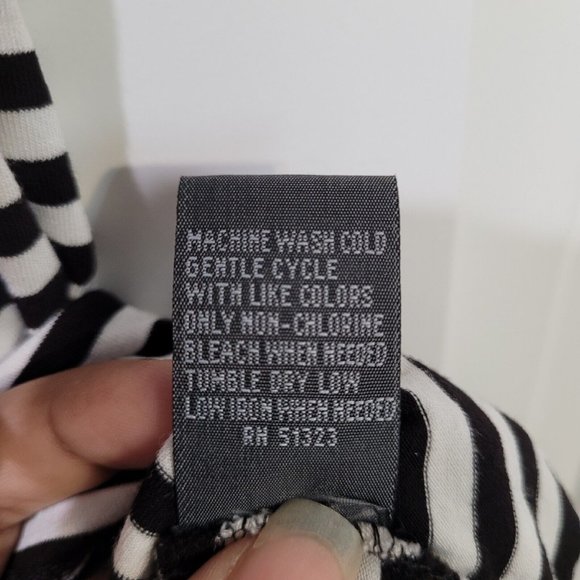 MACHINE WASH COLD
GENTLE CYCLE
WITH LIKE COLORS
ONLY NON-CHLORINE
BLEACH WHEN NEEDED
TUMBLE DRY LOW
LOW IRON WHEN NEEDED
RN 51323